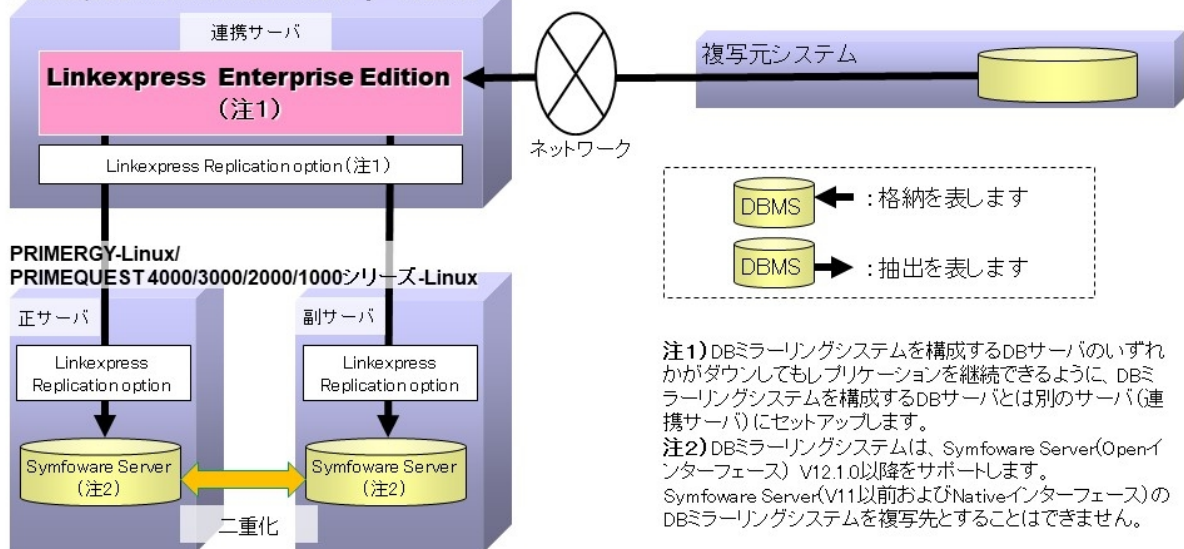 連携サーバ
Linkexpress Enterprise Edition
（注1）
Linkexpress Replication option（注1）
ネットワーク
複写元システム
DBMS
：格納を表します
DBMS
：抽出を表します
PRIMERGY-Linux/
PRIMEQUEST 4000/3000/2000/1000シリーズ-Linux
正サーバ
Linkexpress
Replication option
Symfoware Server
（注2）
副サーバ
Linkexpress
Replication option
Symfoware Server
（注2）
二重化
注1）DBミラーリングシステムを構成するDBサーバのいずれ
かがダウンしてもレプリケーションを継続できるように、DBミ
ラーリングシステムを構成するDBサーバとは別のサーバ（連
携サーバ）にセットアップします。
注2）DBミラーリングシステムは、Symfoware Server(Openイ
ンターフェース） V12.1.0以降をサポートします。
Symfoware Server(V11以前およびNativeインターフェース）の
DBミラーリングシステムを複写先とすることはできません。